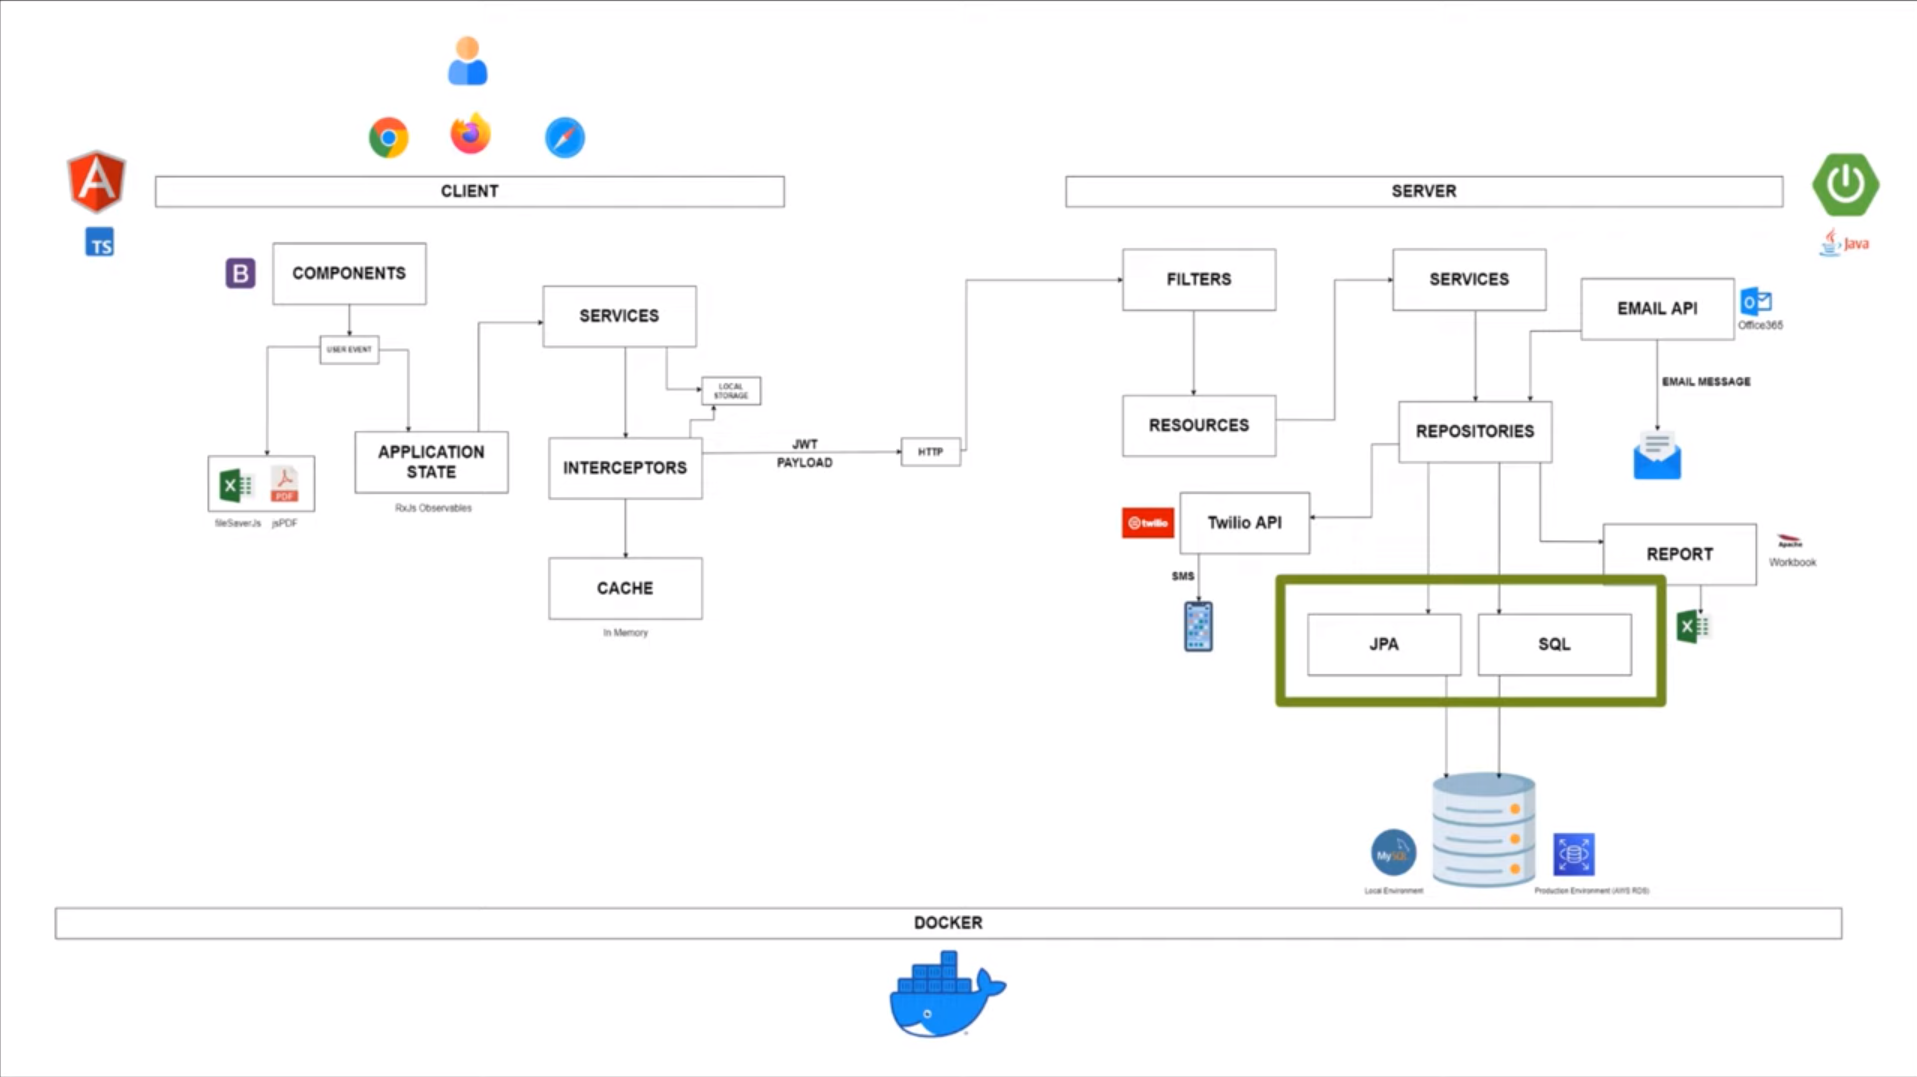 CLIENT
SERVER
TS
Java
B
COMPONENTS
FILTERS
SERVICES
EMAIL API
Office365
SERVICES
USER EVENT
EMAIL MESSAGE
LOCAL
STORAGE
RESOURCES
REPOSITORIES
APPLICATION
STATE
JWT
PAYLOAD
HTTP
INTERCEPTORS
PDF
RxJs Observables
fileSaverJs
jsPDF
twilio
Twilio API
REPORT
Apache
Workbook
SMS
CACHE
In Memory
JPA
SQL
MySQL
Local Environment
Production Environment (AWS RDS)
DOCKER